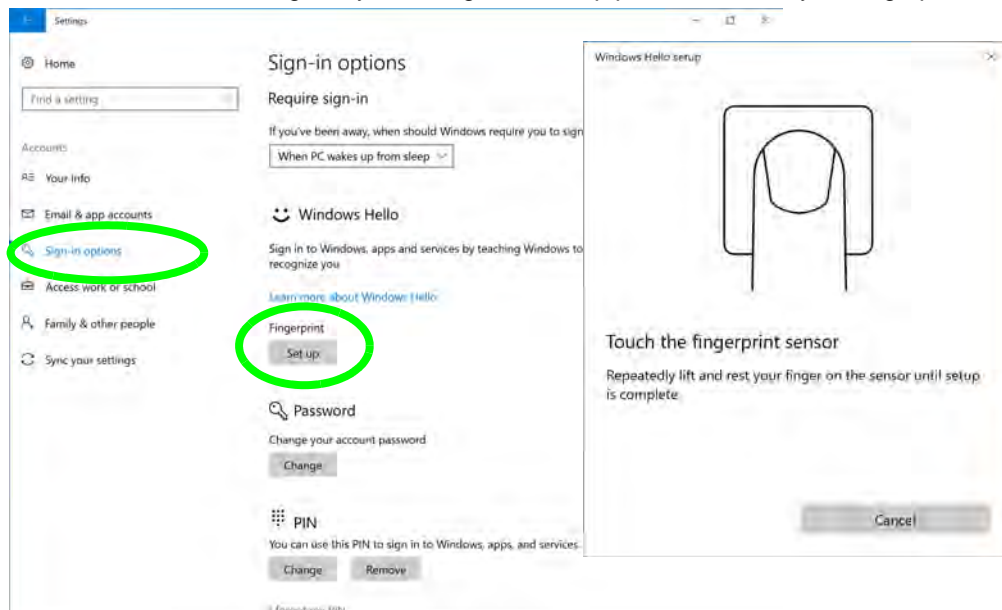 Settings
Home
Find a setting
Accounts
Your info
Email & app accounts
Sign-in options
Access work or school
Family & other people
Sync your settings
Sign-in options
Require sign-in
If you've been away, when should Windows require you to sign
When PC wakes up from sleep
Windows Hello
Sign in to Windows, apps and services by teaching Windows to
recognize you
Learn more about Windows Hello
Fingerprint
Set up
Password
Change your account password
Change
PIN
You can use this PIN to sign in to Windows, apps, and services.
Change Remove
Windows Hello setup
Touch the fingerprint sensor
Repeatedly lift and rest your finger on the sensor until setup
is complete
Cancel